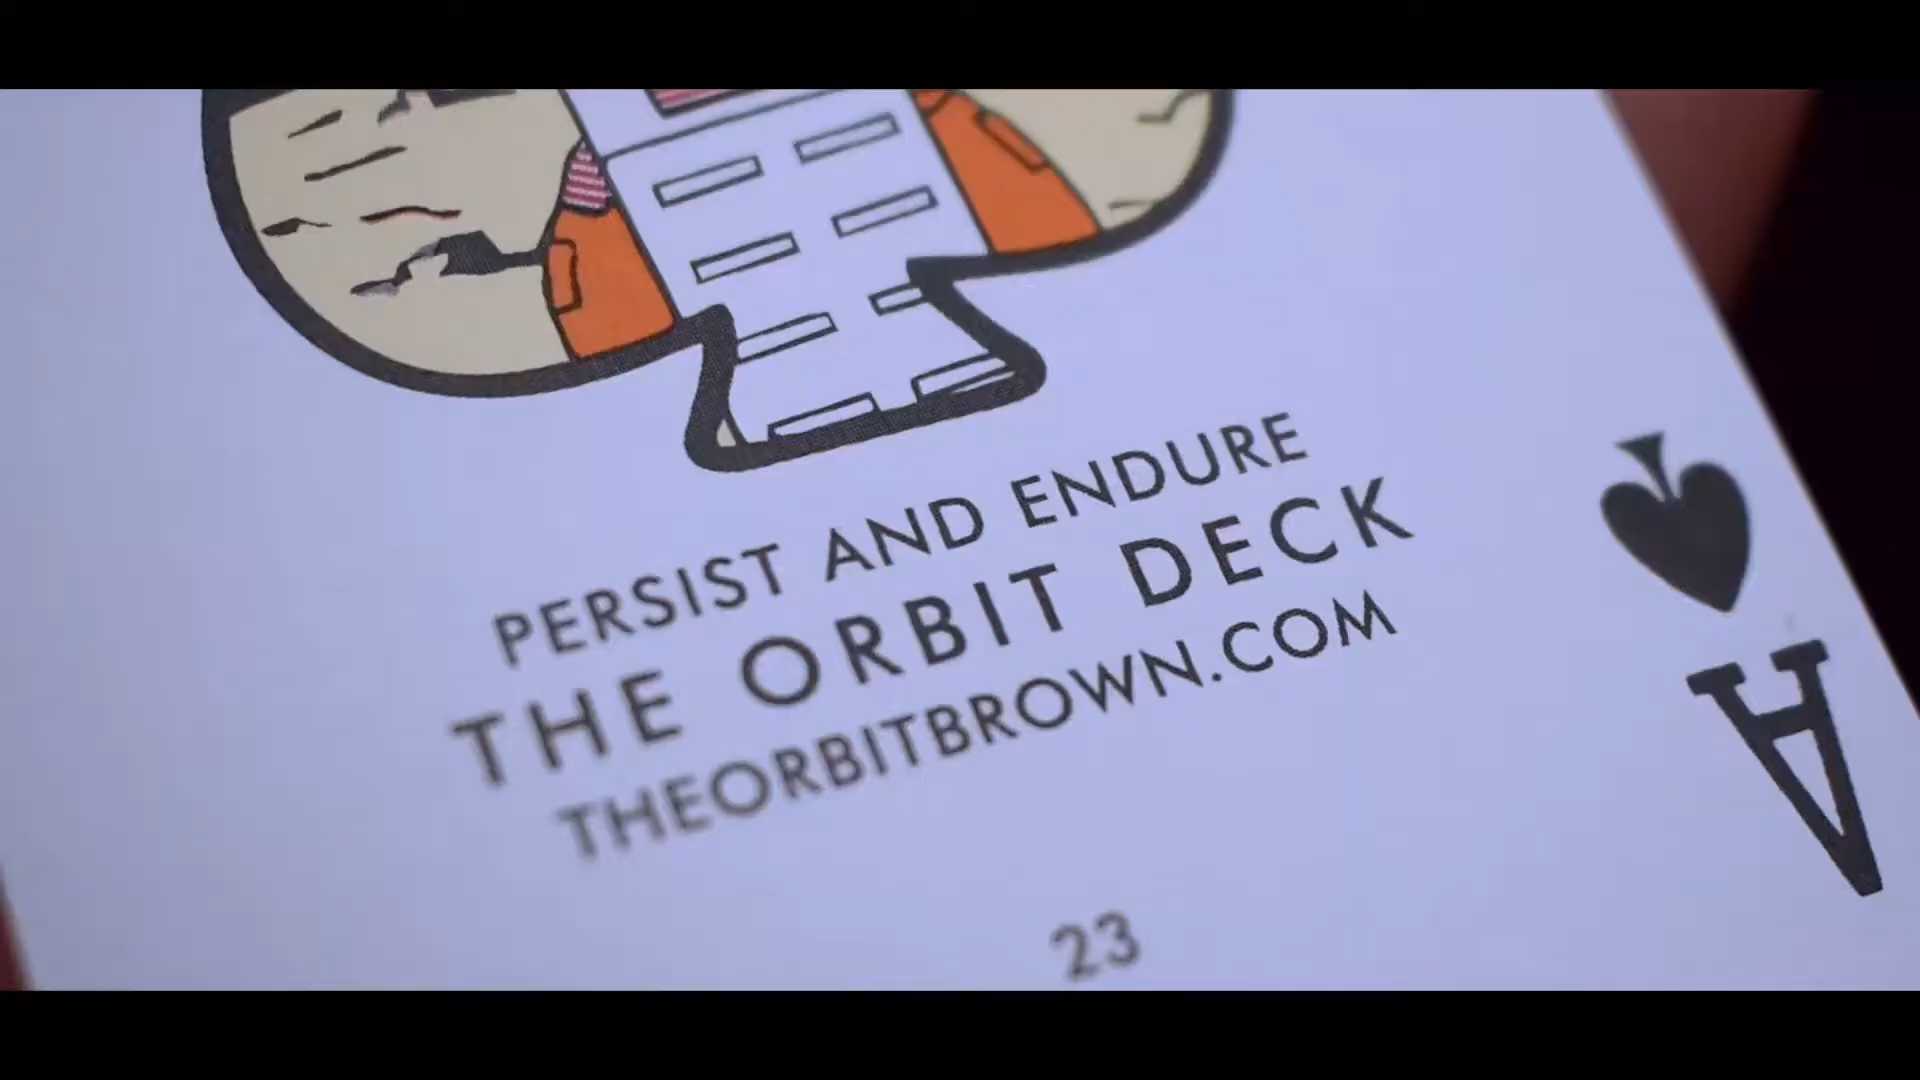 PERSIST AND ENDURE
THE ORBIT DECK
THEORBITBROWN.COM
23
A